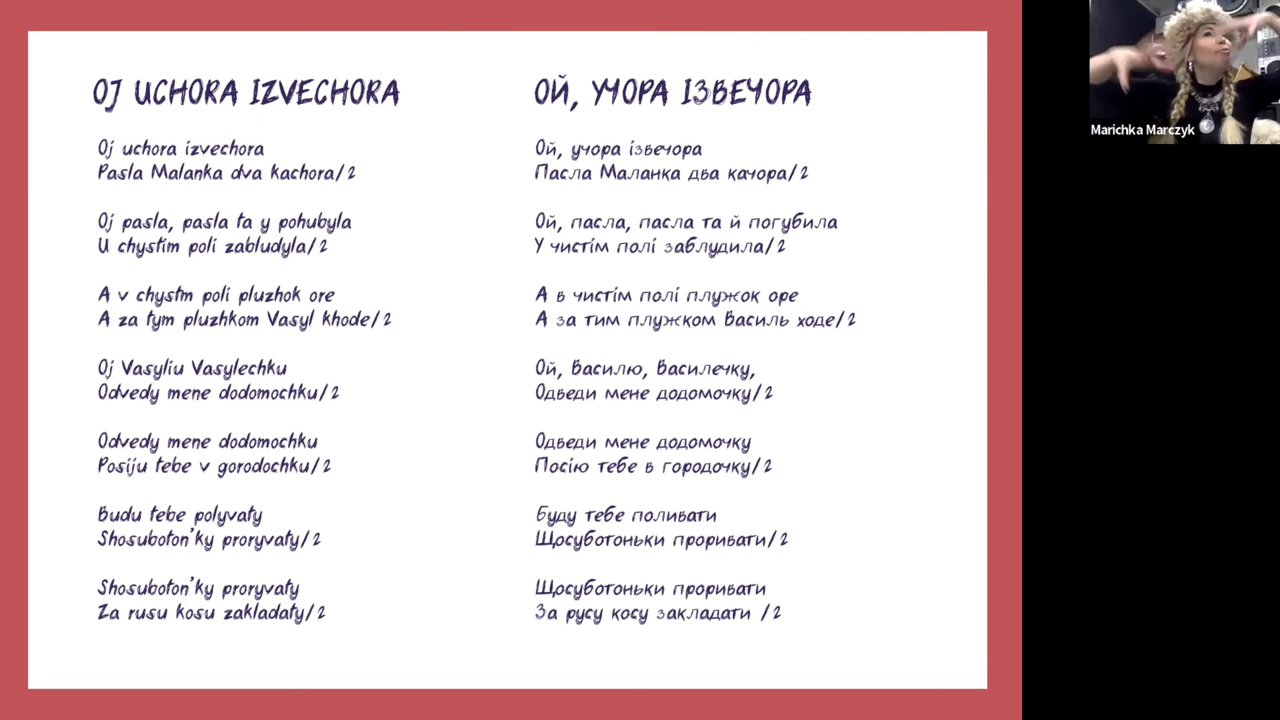 OJ UCHORA IZVECHORA
Oj uchora izvechora
Pasla Malanka dva kachora/2
Oj pasla, pasla ta y pohubyla
U chystim poli zabludyla/2
A v chystm poli pluzhok ore
A za tym pluzhkom Vasyl khode/2
Oj Vasyliu Vasylechku
Odvedy mene dodomochku/2
Odvedy mene dodomochku
Posiju tebe v gorodochku/2
Budu tebe polyvaty
Shosuboton'ky proryvaty/2
Shosuboton'ky proryvaty
Za rusu kosu zakladaty/2
ОЙ, УЧОРА ІЗВЕЧОРА
Ой, учора ізвечора
Пасла Маланка два качора/2
Ой, пасла, пасла та й погубила
У чистім полі заблудила/2
А в чистім полі плужок оре
А за тим плужком Василь ходе/2
Ой, Василю, Василечку,
Одведи мене додомочку/2
Одведи мене додомочку
Посію тебе в городочку/2
Буду тебе поливати
Щосуботоньки проривати/2
Щосуботоньки проривати
За русу косу закладати /2
Marichka Marczyk